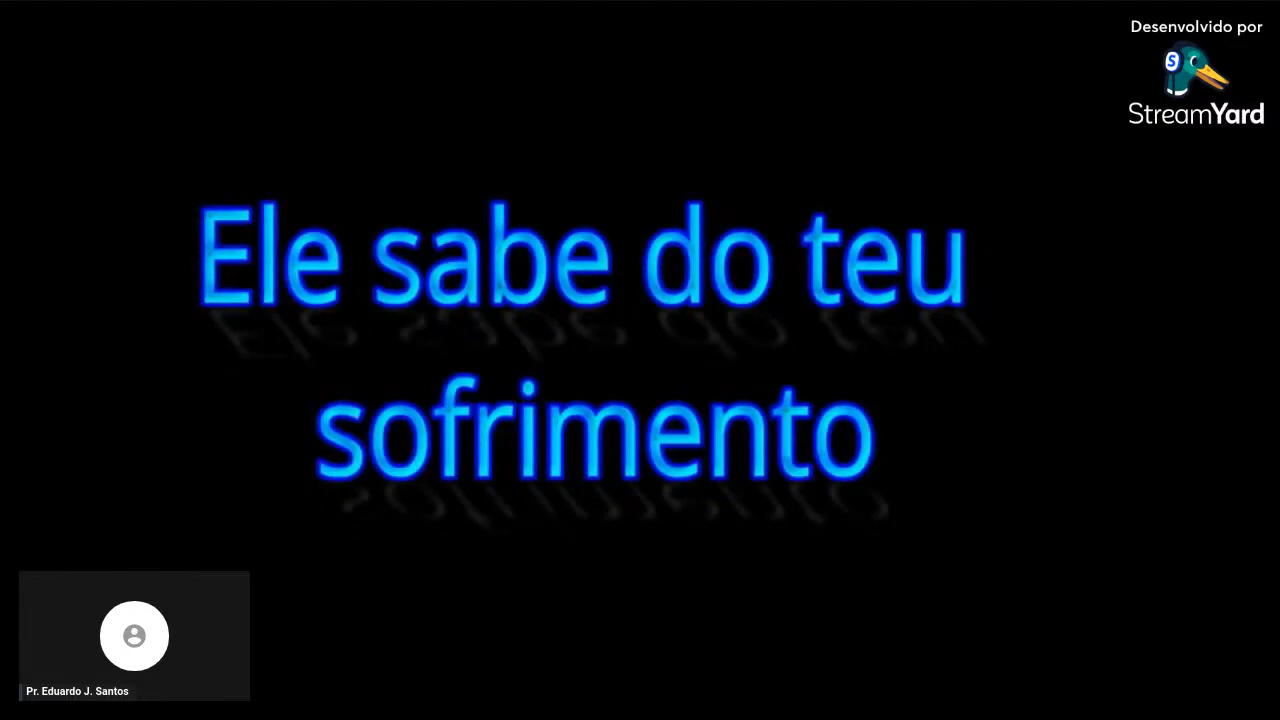 Desenvolvido por
S
StreamYard
Ele sabe do teu
sofrimento
Pr. Eduardo J. Santos